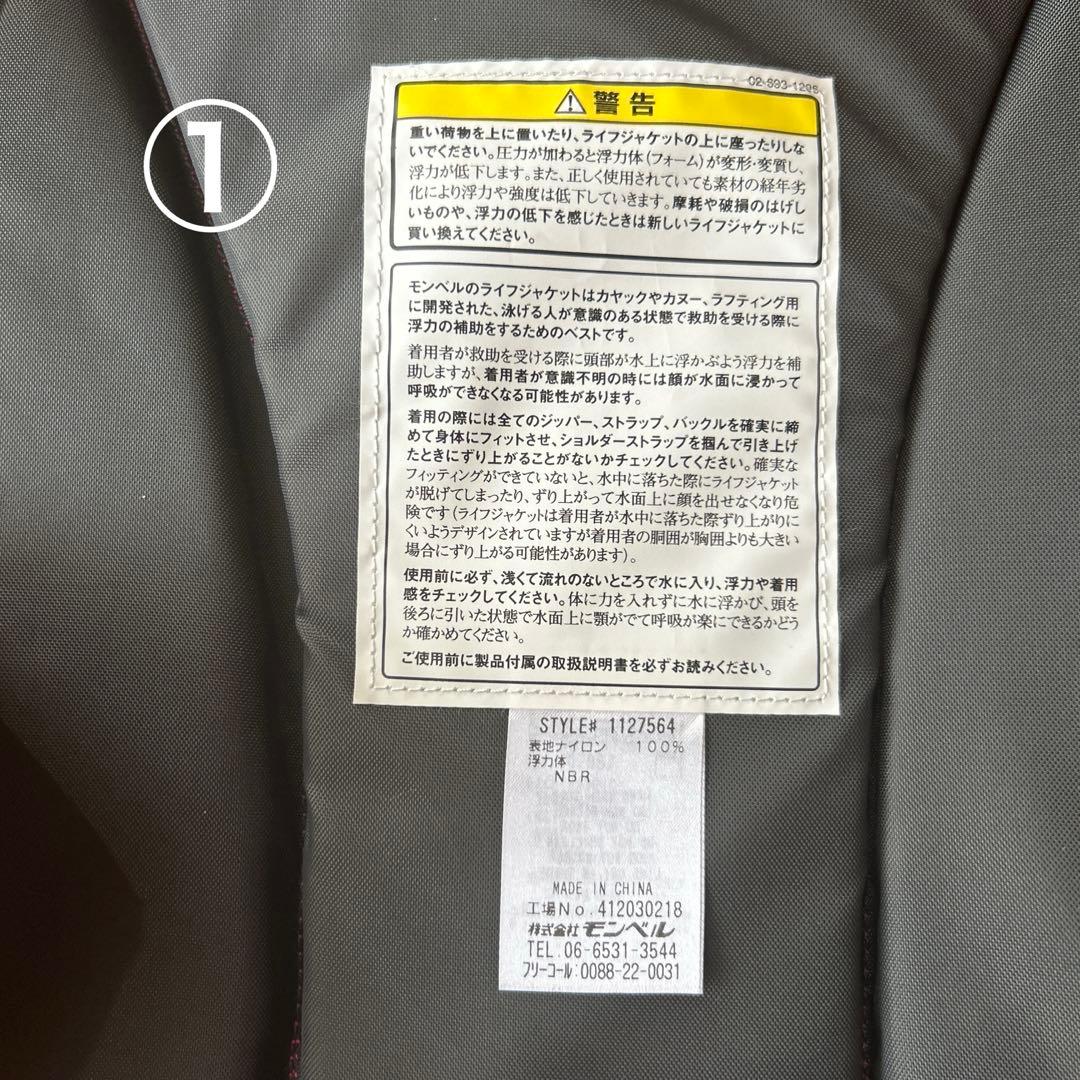 ①
02-593-1296
⚠警告
重い荷物を上に置いたり、ライフジャケットの上に座ったりしな
いでください。圧力が加わると浮力体(フォーム)が変形・変質し、
浮力が低下します。また、正しく使用されていても素材の経年劣
化により浮力や強度は低下していきます。摩耗や破損のはげし
いものや、浮力の低下を感じたときは新しいライフジャケットに
買い換えてください。
モンベルのライフジャケットはカヤックやカヌー、ラフティング用
に開発された、泳げる人が意識のある状態で救助を受ける際に
浮力の補助をするためのベストです。
着用者が救助を受ける際に頭部が水上に浮かぶよう浮力を補
助しますが、着用者が意識不明の時には顔が水面に浸かって
呼吸ができなくなる可能性があります。
着用の際には全てのジッパー、ストラップ、バックルを確実に締
めて身体にフィットさせ、ショルダーストラップを掴んで引き上げ
たときにずり上がることがないかチェックしてください。確実な
フィッティングができていないと、水中に落ちた際にライフジャケット
が脱げてしまったり、ずり上がって水面上に顔を出せなくなり危
険です(ライフジャケットは着用者が水中に落ちた際ずり上がりに
くいようデザインされていますが着用者の胴囲が胸囲よりも大きい
場合にずり上がる可能性があります)。
使用前に必ず、浅くて流れのないところで水に入り、浮力や着用
感をチェックしてください。体に力を入れずに水に浮かび、頭を
後ろに引いた状態で水面上に顎がでて呼吸が楽にできるかどう
か確かめてください。
ご使用前に製品付属の取扱説明書を必ずお読みください。
STYLE# 1127564
表地ナイロン 100%
浮力体
NBR
MADE IN CHINA
工場No.412030218
株式会社 モンベル
TEL.06-6531-3544
フリーコール:0088-22-0031